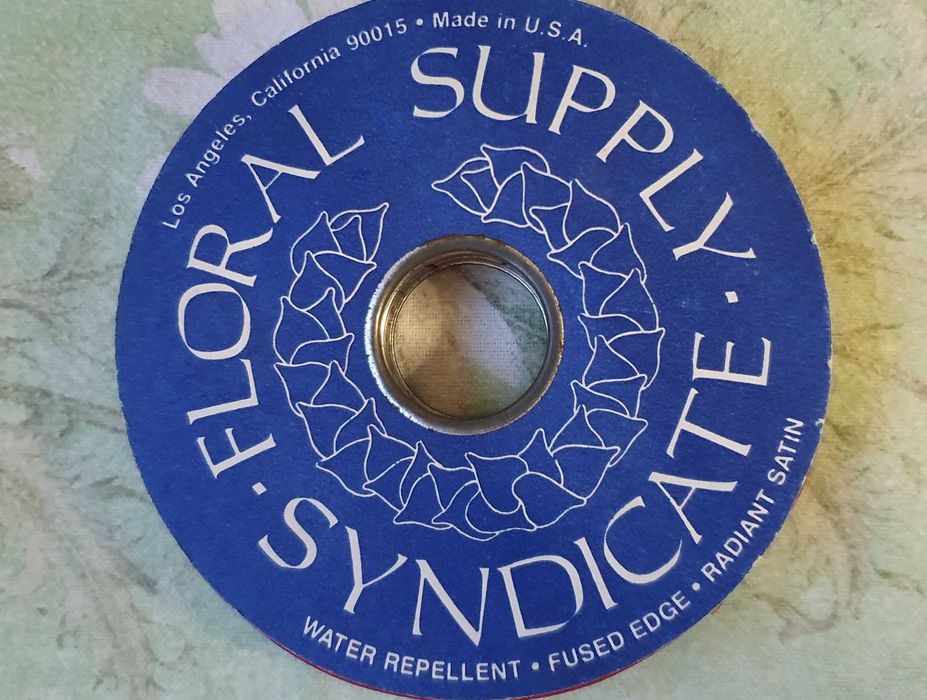 Los Angeles, California 90015 • Made in U.S.A.
FLORAL SUPPLY
• SYNDICATE •
WATER REPELLENT • FUSED EDGE • RADIANT SATIN